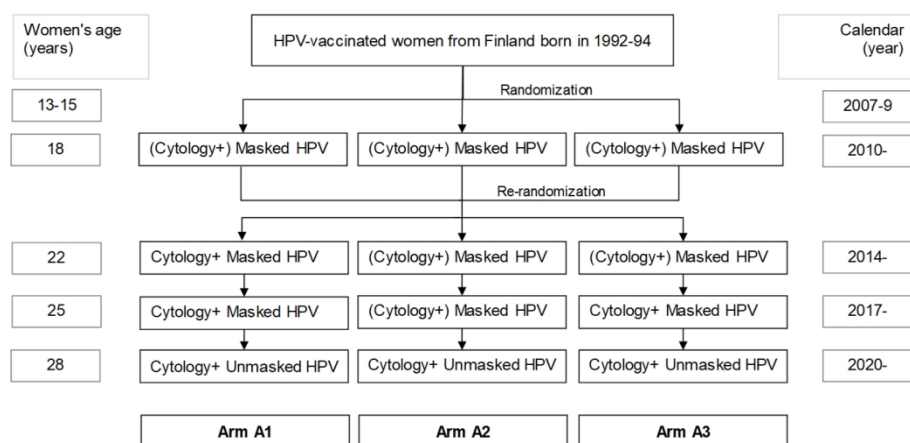 Women's age
(years)
HPV-vaccinated women from Finland born in 1992-94
Calendar
(year)
Randomization
13-15
2007-9
18
(Cytology+) Masked HPV
(Cytology+) Masked HPV
(Cytology+) Masked HPV
2010-
Re-randomization
22
Cytology+ Masked HPV
(Cytology+) Masked HPV
(Cytology+) Masked HPV
2014-
25
Cytology+ Masked HPV
(Cytology+) Masked HPV
Cytology+ Masked HPV
2017-
28
Cytology+ Unmasked HPV
Cytology+ Unmasked HPV
Cytology+ Unmasked HPV
2020-
Arm A1
Arm A2
Arm A3